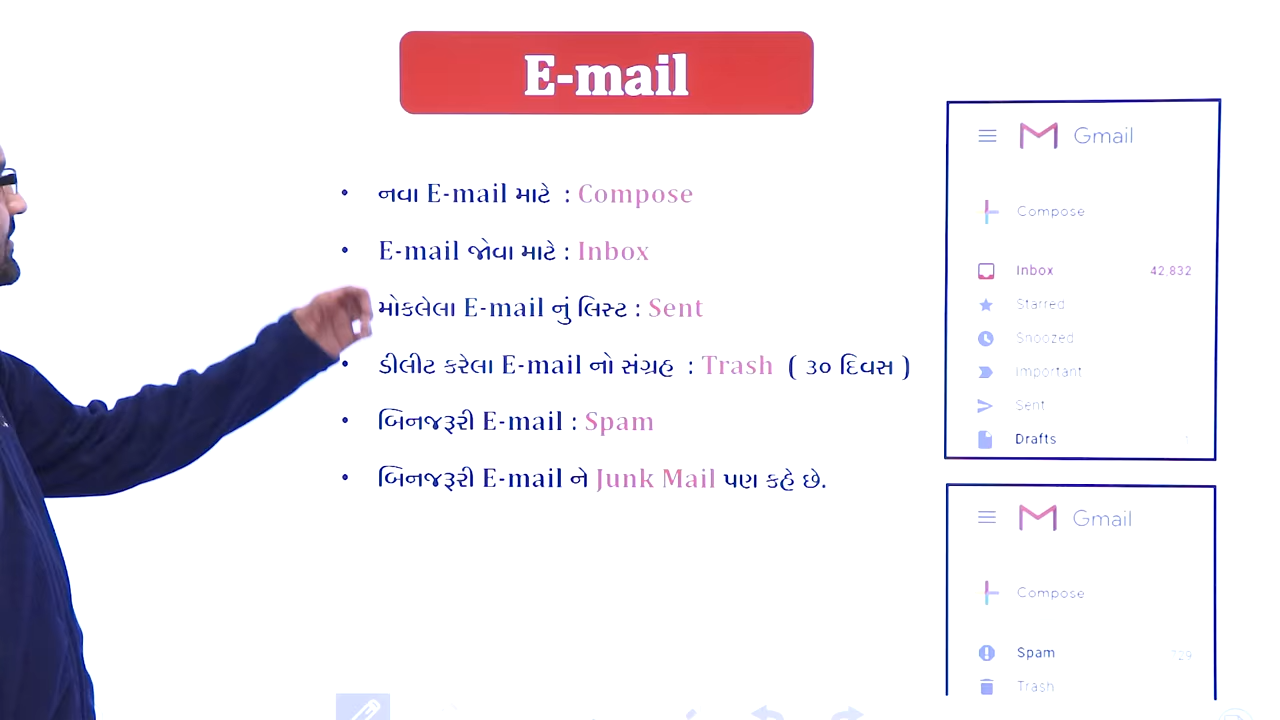 E-mail
• નવા E-mail માટે : Compose
• E-mail જોવા માટે : Inbox
મોકલેલા E-mail નું લિસ્ટ : Sent
• ડીલીટ કરેલા E-mail નો સંગ્રહ : Trash ( ૩૦ દિવસ )
• બિનજરૂરી E-mail : Spam
• બિનજરૂરી E-mail ને Junk Mail પણ કહે છે.
Gmail
Compose
Inbox 42,832
Starred
Snoozed
Important
Sent
Drafts
Gmail
Compose
Spam 729
Trash